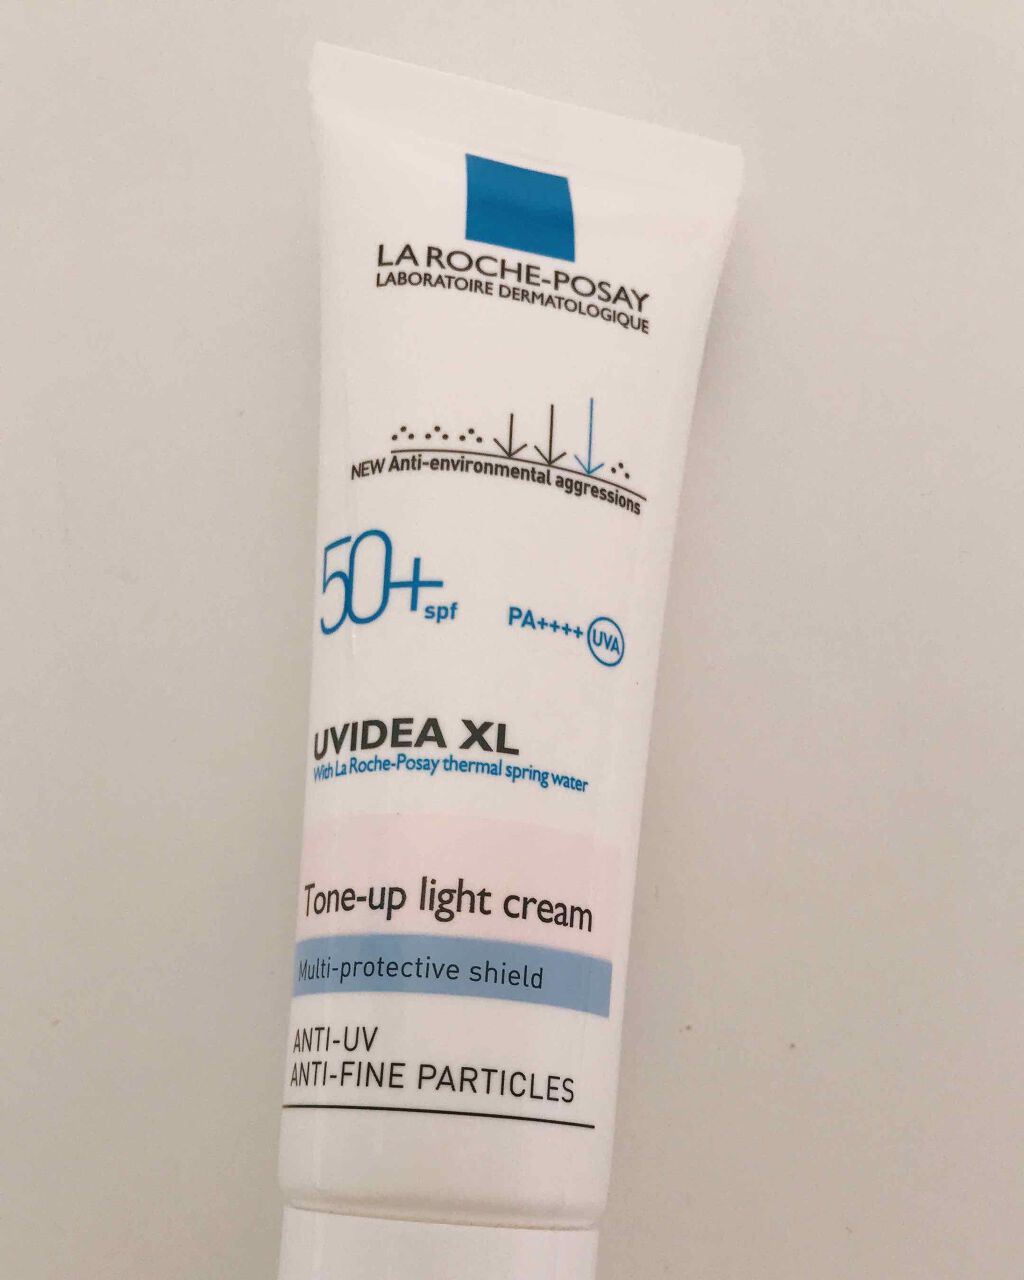 LA ROCHE-POSAY
LABORATOIRE DERMATOLOGIQUE
NEW Anti-environmental aggressions
50+ spf
PA++++ UVA
UVIDEA XL
With La Roche-Posay thermal spring water
Tone-up light cream
Multi-protective shield
ANTI-UV
ANTI-FINE PARTICLES